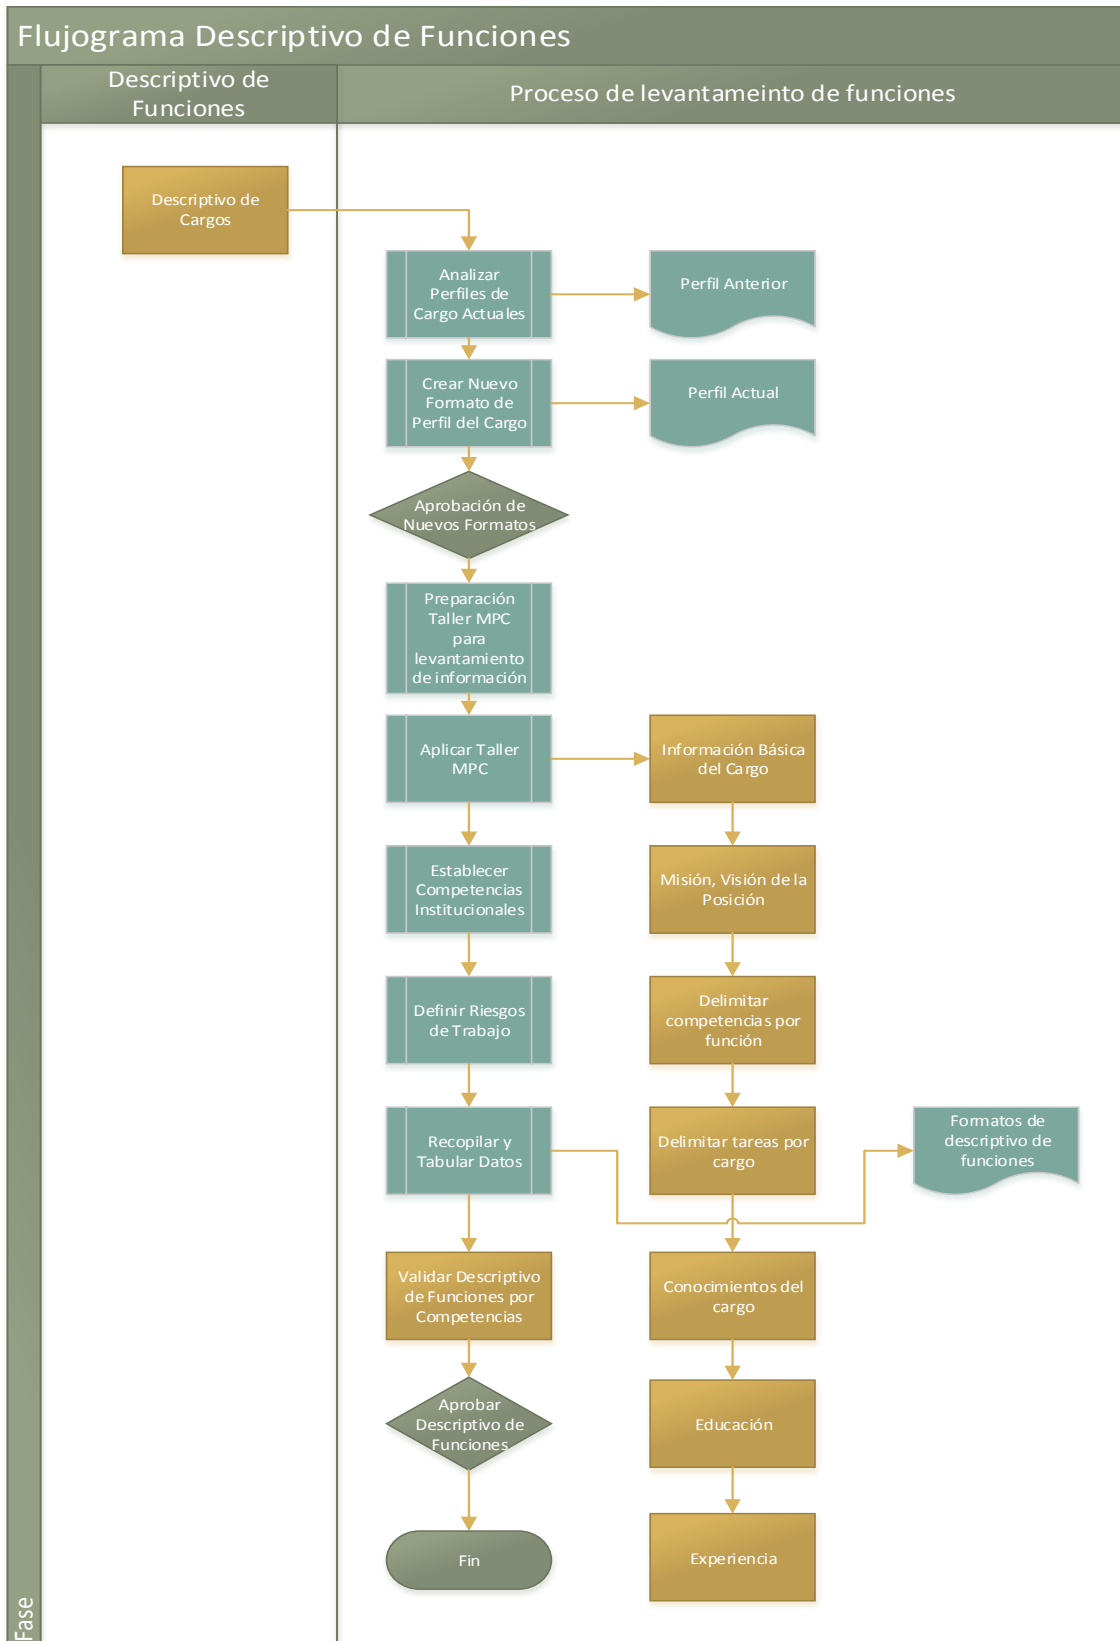 Flujograma Descriptivo de Funciones
Descriptivo de
Funciones
Proceso de levantameinto de funciones
Descriptivo de
Cargos
Analizar
Perfiles de
Cargo Actuales
Perfil Anterior
Crear Nuevo
Formato de
Perfil del Cargo
Perfil Actual
Aprobación de
Nuevos Formatos
Preparación
Taller MPC
para
levantamiento
de información
Aplicar Taller
MPC
Información Básica
del Cargo
Establecer
Competencias
Institucionales
Misión, Visión de la
Posición
Definir Riesgos
de Trabajo
Delimitar
competencias por
función
Recopilar y
Tabular Datos
Delimitar tareas por
cargo
Formatos de
descriptivo de
funciones
Validar Descriptivo
de Funciones por
Competencias
Conocimientos del
cargo
Aprobar
Descriptivo de
Funciones
Educación
Fin
Experiencia
Fase